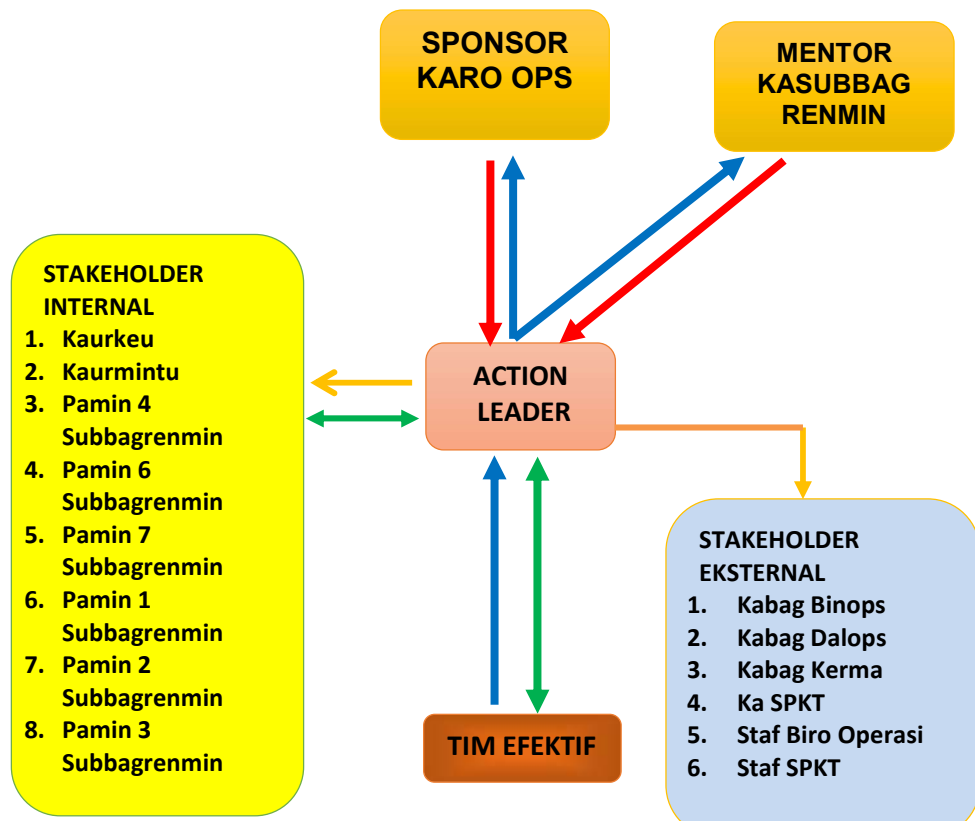 SPONSOR
KARO OPS
MENTOR
KASUBBAG
RENMIN
STAKEHOLDER
INTERNAL
1. Kaurkeu
2. Kaurmintu
3. Pamin 4
Subbagrenmin
4. Pamin 6
Subbagrenmin
5. Pamin 7
Subbagrenmin
6. Pamin 1
Subbagrenmin
7. Pamin 2
Subbagrenmin
8. Pamin 3
Subbagrenmin
ACTION
LEADER
TIM EFEKTIF
STAKEHOLDER
EKSTERNAL
1. Kabag Binops
2. Kabag Dalops
3. Kabag Kerma
4. Ka SPKT
5. Staf Biro Operasi
6. Staf SPKT